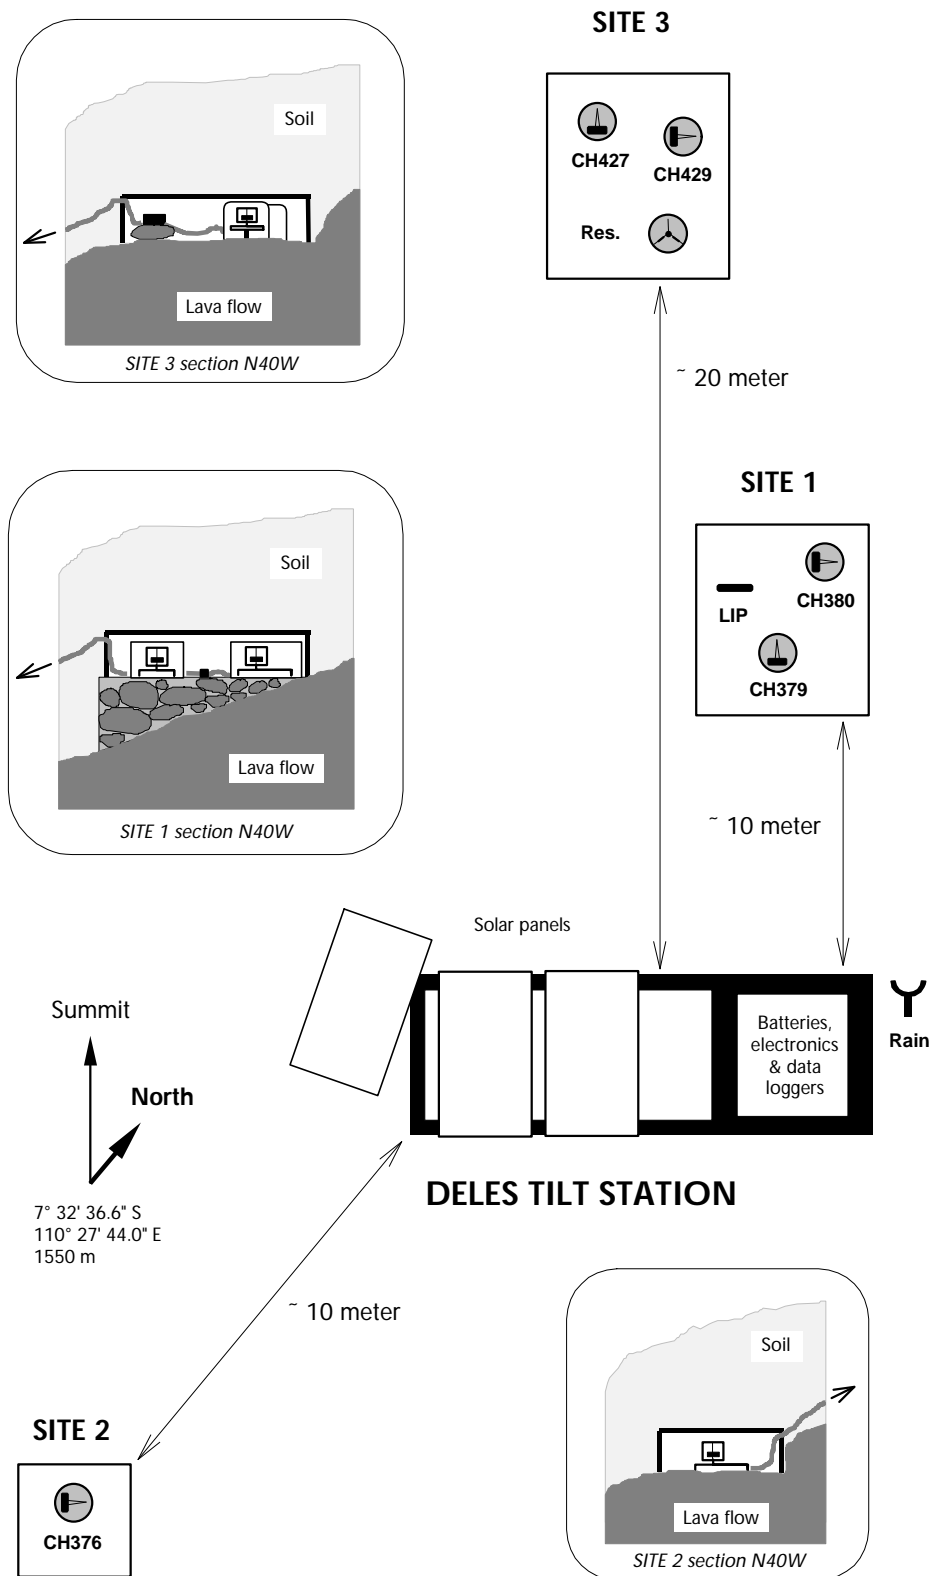 SITE 3
Soil
CH427
CH429
Res.
Lava flow
SITE 3 section N40W
~ 20 meter
SITE 1
Soil
CH380
LIP
CH379
Lava flow
SITE 1 section N40W
~ 10 meter
Solar panels
Summit
Batteries,
electronics
& data
loggers
Rain
North
DELES TILT STATION
7° 32' 36.6" S
110° 27' 44.0" E
1550 m
~ 10 meter
Soil
SITE 2
CH376
Lava flow
SITE 2 section N40W